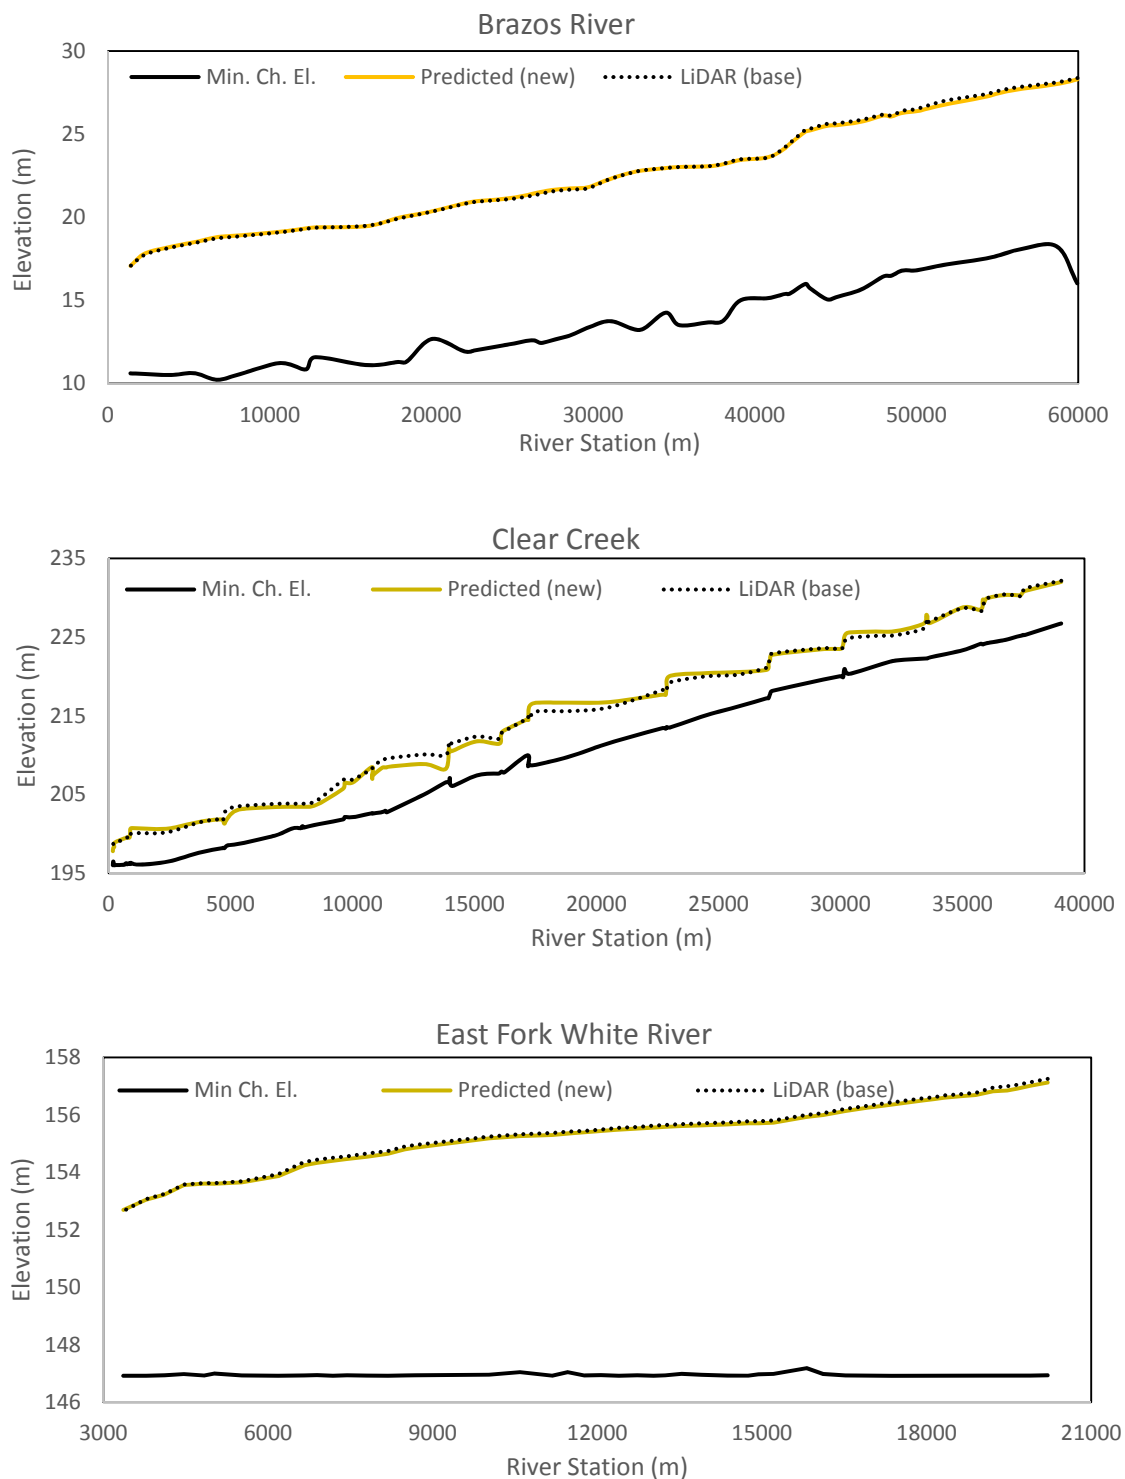 Brazos River
30
Min. Ch. El. Predicted (new) LiDAR (base)
25
20
15
10
Elevation (m)
0 10000 20000 30000 40000 50000 60000
River Station (m)
Clear Creek
235
Min. Ch. El. Predicted (new) LiDAR (base)
225
215
205
195
Elevation (m)
0 5000 10000 15000 20000 25000 30000 35000 40000
River Station (m)
East Fork White River
158
Min Ch. El. Predicted (new) LiDAR (base)
156
154
152
150
148
146
Elevation (m)
3000 6000 9000 12000 15000 18000 21000
River Station (m)